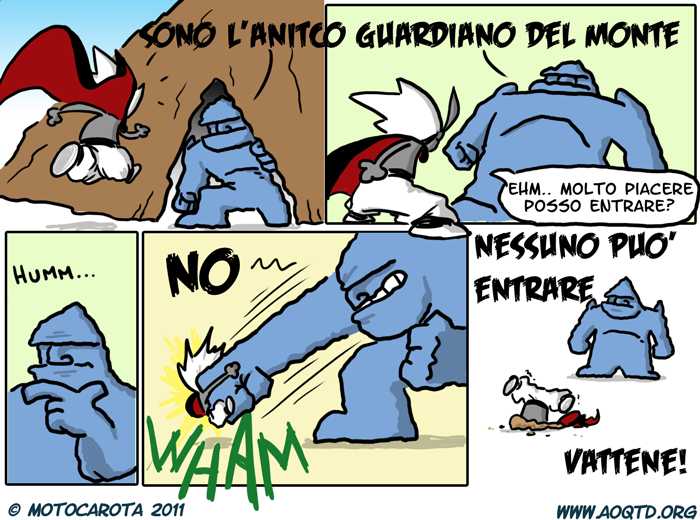 SONO L'ANITCO GUARDIANO DEL MONTE
EHM.. MOLTO PIACERE
POSSO ENTRARE?
HUMM...
NO
WHAM
NESSUNO PUO'
ENTRARE
VATTENE!
© MOTOCAROTA 2011
WWW.AOQTD.ORG